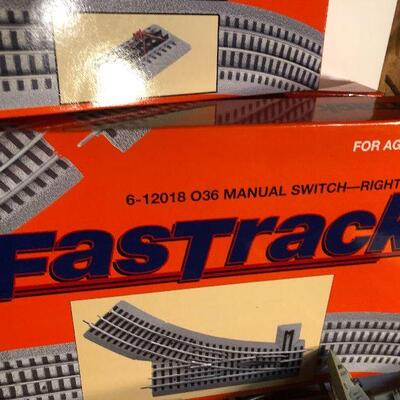 FOR AG
6-12018 O36 MANUAL SWITCH—RIGHT
FasTrack